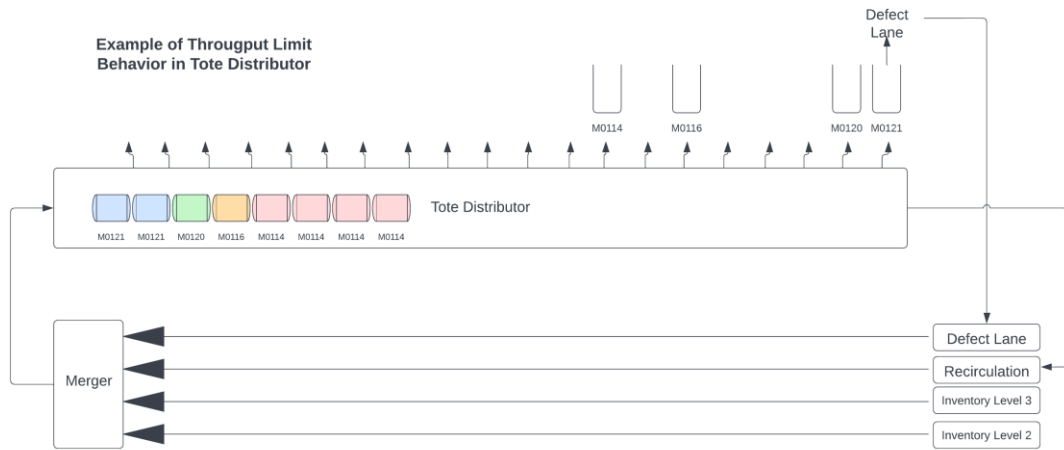 Defect
Lane
Example of Througput Limit
Behavior in Tote Distributor
M0114
M0116
M0120
M0121
Tote Distributor
M0121
M0121
M0120
M0116
M0114
M0114
M0114
M0114
Merger
Defect Lane
Recirculation
Inventory Level 3
Inventory Level 2